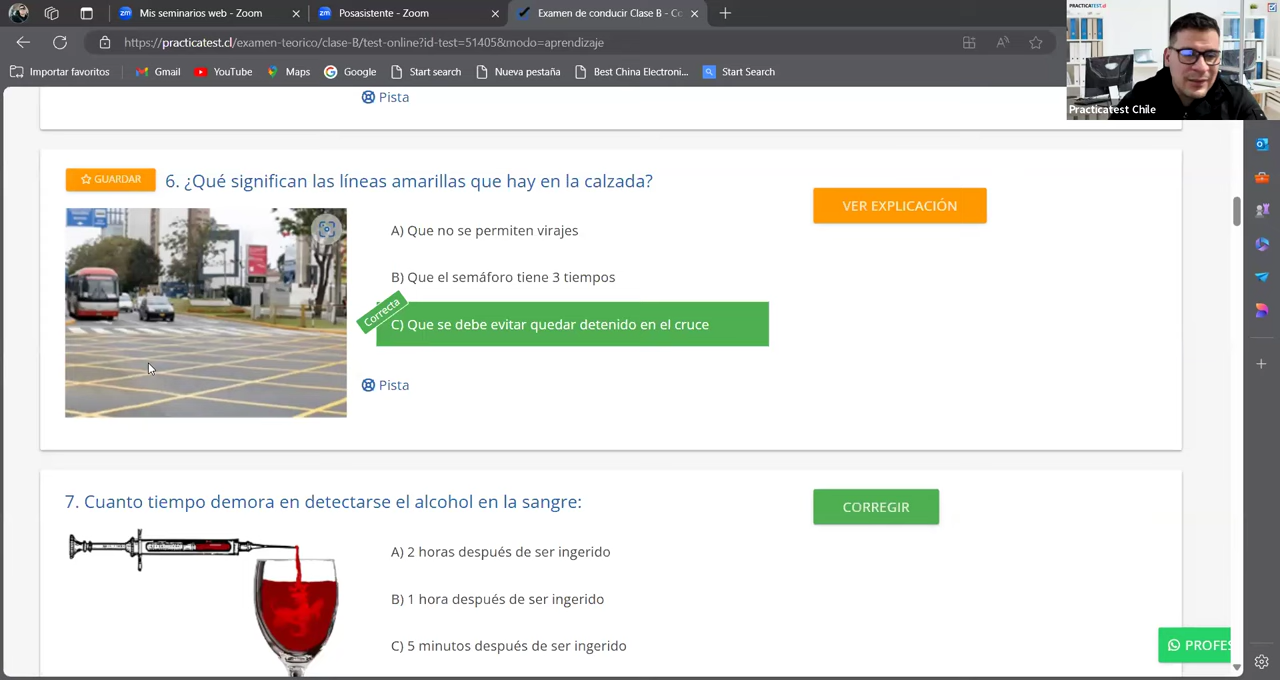 Mis seminarios web - Zoom
Posasistente - Zoom
Examen de conducir Clase B - Co
https://practicatest.cl/examen-teorico/clase-B/test-online?id-test=51405&modo=aprendizaje
Importar favoritos
Gmail
YouTube
Maps
Google
Start search
Nueva pestaña
Best China Electroni...
Start Search
PRACTICATEST.cl
Practicatest Chile
Pista
GUARDAR
6. ¿Qué significan las líneas amarillas que hay en la calzada?
VER EXPLICACIÓN
A) Que no se permiten virajes
B) Que el semáforo tiene 3 tiempos
Correcta
C) Que se debe evitar quedar detenido en el cruce
Pista
7. Cuanto tiempo demora en detectarse el alcohol en la sangre:
CORREGIR
A) 2 horas después de ser ingerido
B) 1 hora después de ser ingerido
C) 5 minutos después de ser ingerido
PROFES